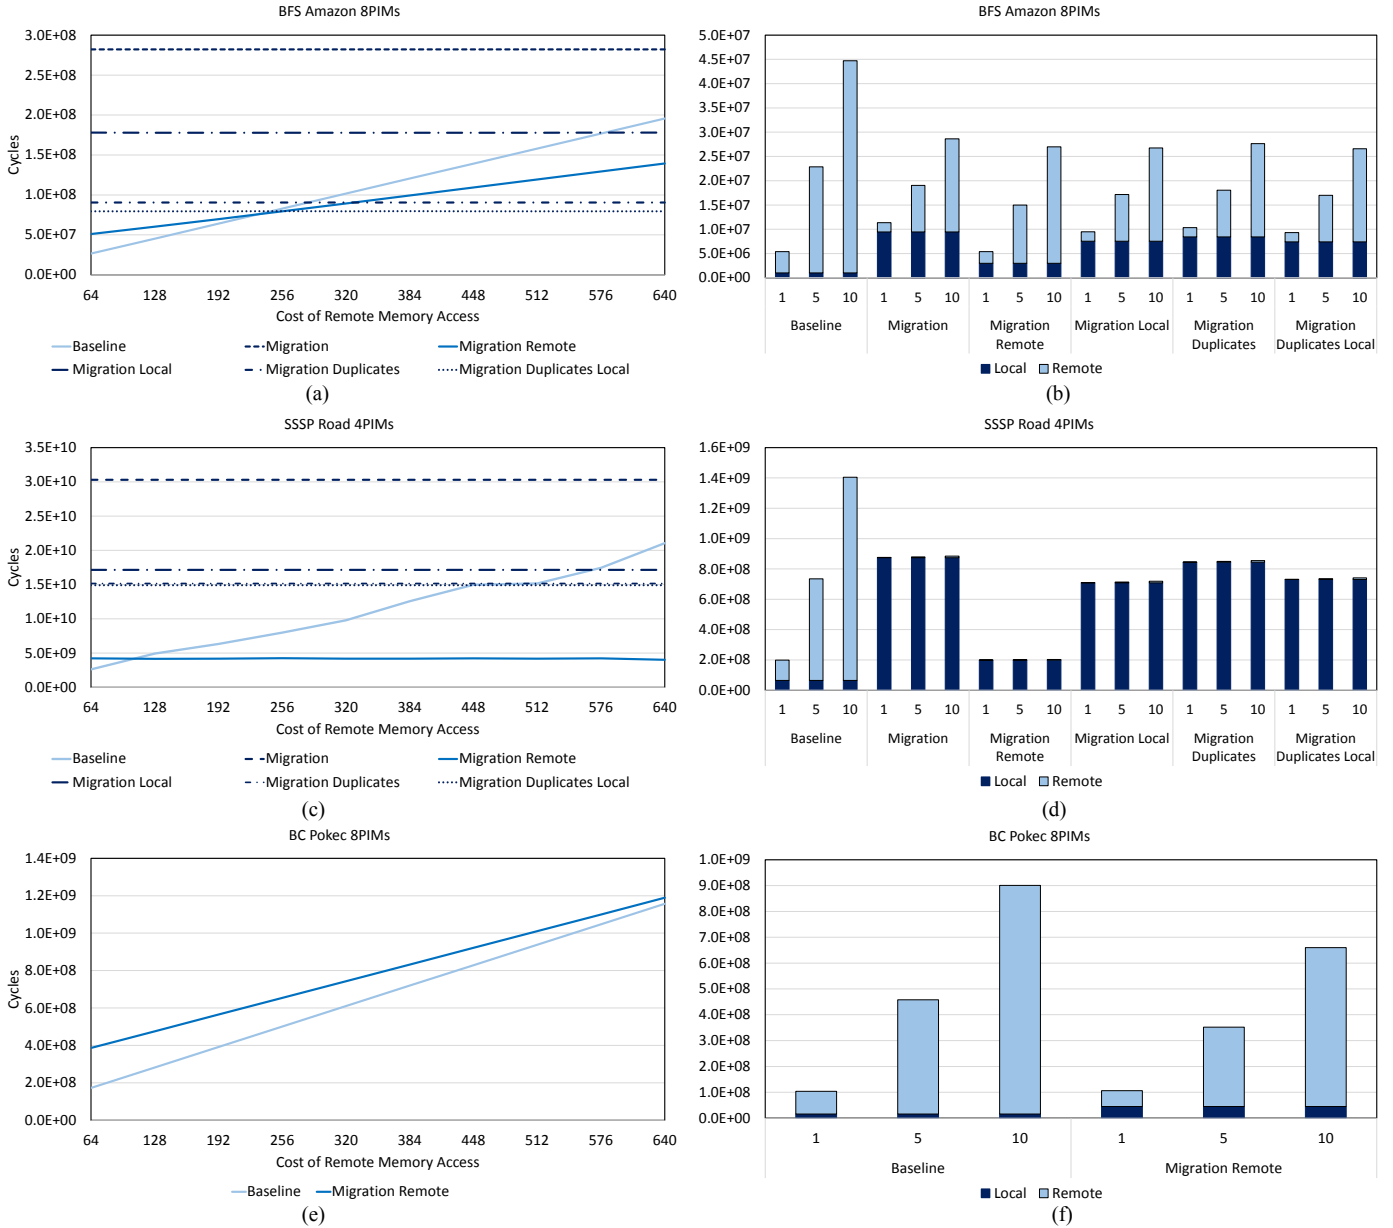 BFS Amazon 8PIMs
3.0E+08
2.5E+08
2.0E+08
1.5E+08
1.0E+08
5.0E+07
0.0E+00
Cycles
64 128 192 256 320 384 448 512 576 640
Cost of Remote Memory Access
Baseline Migration Migration Remote
Migration Local Migration Duplicates Migration Duplicates Local
(a)
BFS Amazon 8PIMs
5.0E+07
4.5E+07
4.0E+07
3.5E+07
3.0E+07
2.5E+07
2.0E+07
1.5E+07
1.0E+07
5.0E+06
0.0E+00
1 5 10 1 5 10 1 5 10 1 5 10 1 5 10 1 5 10
Baseline Migration Migration Migration Local Migration Migration
Remote Duplicates Duplicates Local
Local Remote
(b)
SSSP Road 4PIMs
3.5E+10
3.0E+10
2.5E+10
2.0E+10
1.5E+10
1.0E+10
5.0E+09
0.0E+00
Cycles
64 128 192 256 320 384 448 512 576 640
Cost of Remote Memory Access
Baseline Migration Migration Remote
Migration Local Migration Duplicates Migration Duplicates Local
(c)
SSSP Road 4PIMs
1.6E+09
1.4E+09
1.2E+09
1.0E+09
8.0E+08
6.0E+08
4.0E+08
2.0E+08
0.0E+00
1 5 10 1 5 10 1 5 10 1 5 10 1 5 10 1 5 10
Baseline Migration Migration Migration Local Migration Migration
Remote Duplicates Duplicates Local
Local Remote
(d)
BC Pokec 8PIMs
1.4E+09
1.2E+09
1.0E+09
8.0E+08
6.0E+08
4.0E+08
2.0E+08
0.0E+00
Cycles
64 128 192 256 320 384 448 512 576 640
Cost of Remote Memory Access
Baseline Migration Remote
(e)
BC Pokec 8PIMs
1.0E+09
9.0E+08
8.0E+08
7.0E+08
6.0E+08
5.0E+08
4.0E+08
3.0E+08
2.0E+08
1.0E+08
0.0E+00
1 5 10 1 5 10
Baseline Migration Remote
Local Remote
(f)